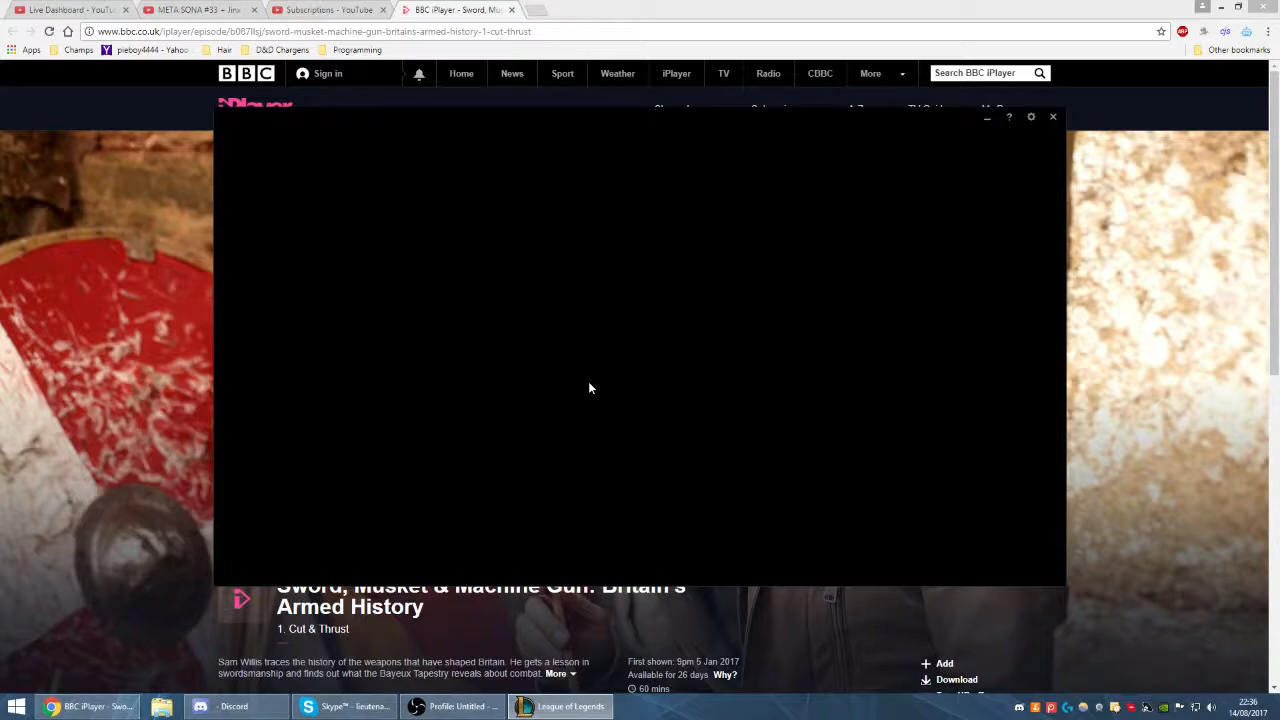 Live Dashboard - YouTu
META SONA #33 + Jinx
Subscriptions - YouTube
BBC iPlayer - Sword, Mus
www.bbc.co.uk/iplayer/episode/b087llsj/sword-musket-machine-gun-britains-armed-history-1-cut-thrust
Apps
Champs
pieboy4444 - Yahoo
Hair
D&D Chargens
Programming
Other bookmarks
BBC
Sign in
Home
News
Sport
Weather
iPlayer
TV
Radio
CBBC
More
Search BBC iPlayer
iPlayer
?
Sword, Musket & Machine Gun: Britain's
Armed History
1. Cut & Thrust
Sam Willis traces the history of the weapons that have shaped Britain. He gets a lesson in
swordsmanship and finds out what the Bayeux Tapestry reveals about combat. More
First shown: 9pm 5 Jan 2017
Available for 26 days Why?
60 mins
Add
Download
BBC iPlayer - Swo...
- Discord
Skype™ - lieutena...
Profile: Untitled - ...
League of Legends
22:36
14/08/2017